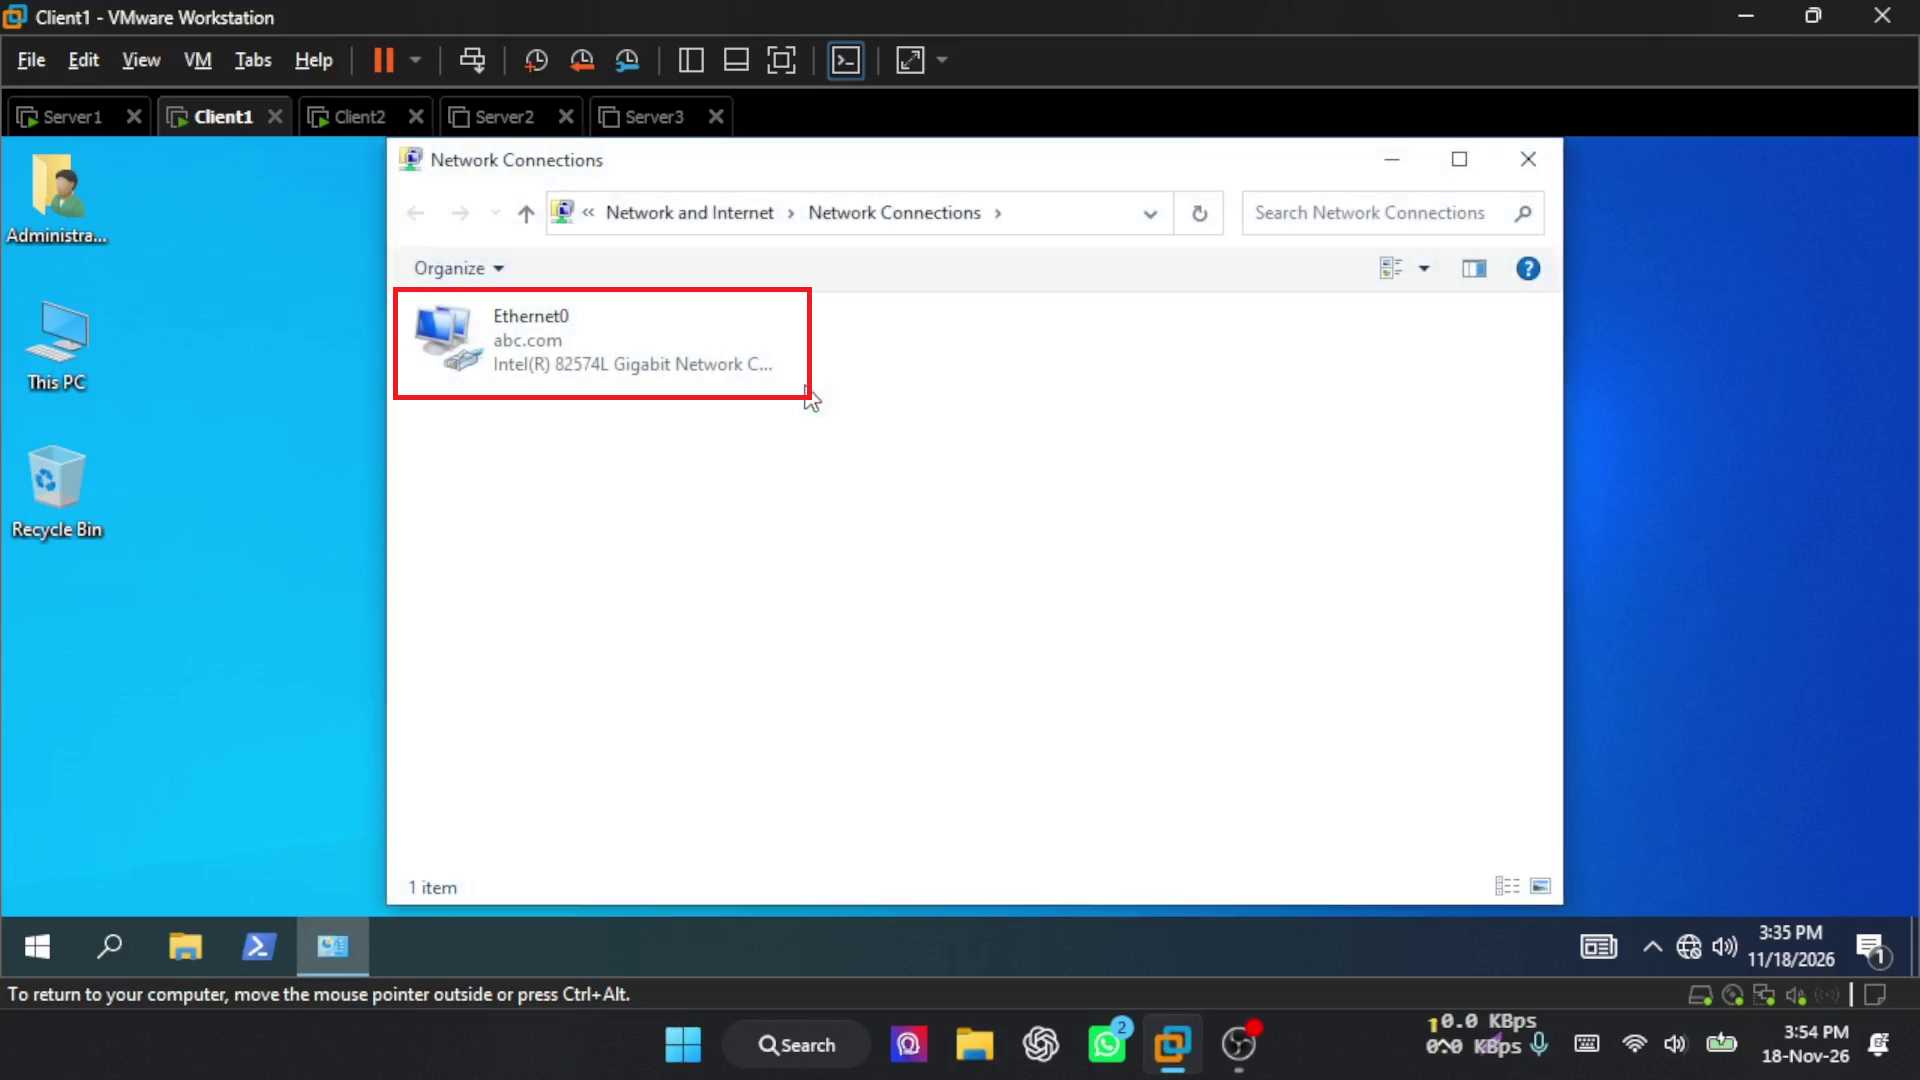 Client1 - VMware Workstation
File Edit View VM Tabs Help
Server1 Client1 Client2 Server2 Server3
Network Connections
« Network and Internet › Network Connections ›
Search Network Connections
Organize
Ethernet0
abc.com
Intel(R) 82574L Gigabit Network C...
Administra...
This PC
Recycle Bin
1 item
3:35 PM
11/18/2026
1
To return to your computer, move the mouse pointer outside or press Ctrl+Alt.
Search
2
0.0 KBps
0.0 KBps
3:54 PM
18-Nov-26